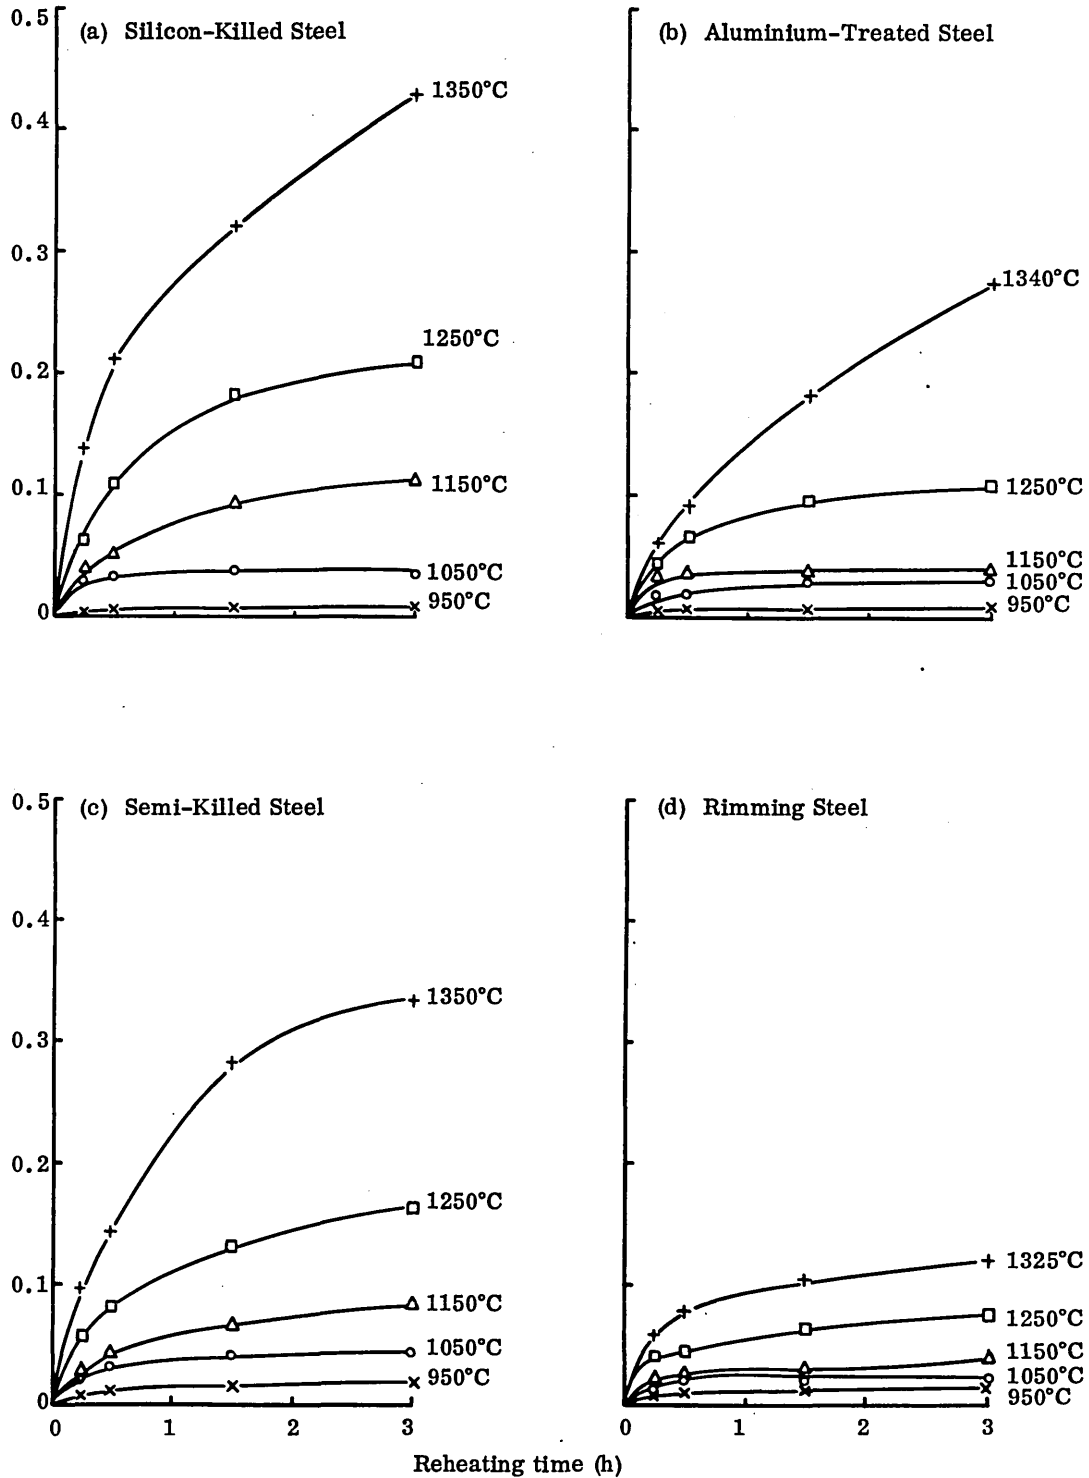 0.5
(a) Silicon-Killed Steel
1350°C
0.4
0.3
1250°C
0.2
1150°C
0.1
1050°C
950°C
0
(b) Aluminium-Treated Steel
1340°C
1250°C
1150°C
1050°C
950°C
0.5
(c) Semi-Killed Steel
0.4
1350°C
0.3
0.2
1250°C
0.1
1150°C
1050°C
950°C
0
0 1 2 3
(d) Rimming Steel
1325°C
1250°C
1150°C
1050°C
950°C
0 1 2 3
Reheating time (h)